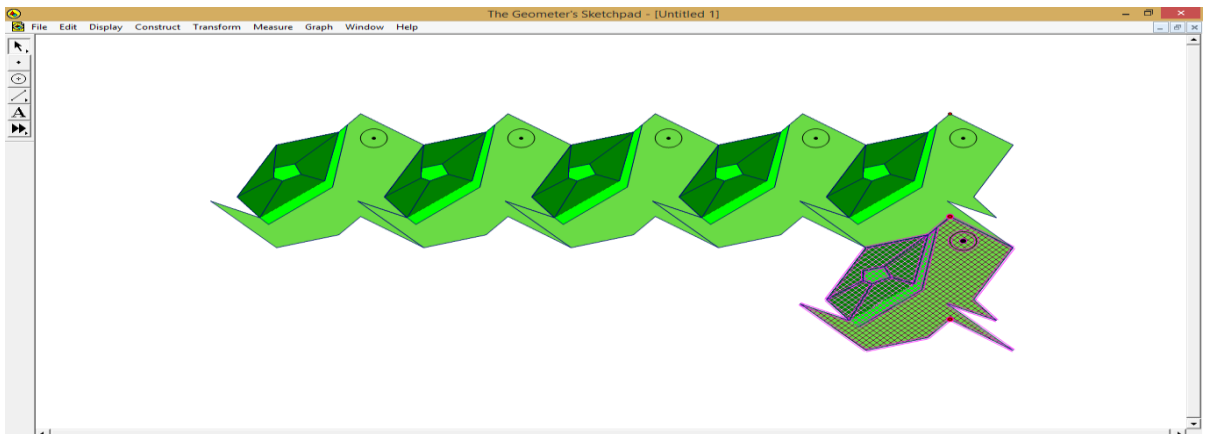 The Geometer's Sketchpad - [Untitled 1]
File Edit Display Construct Transform Measure Graph Window Help
A